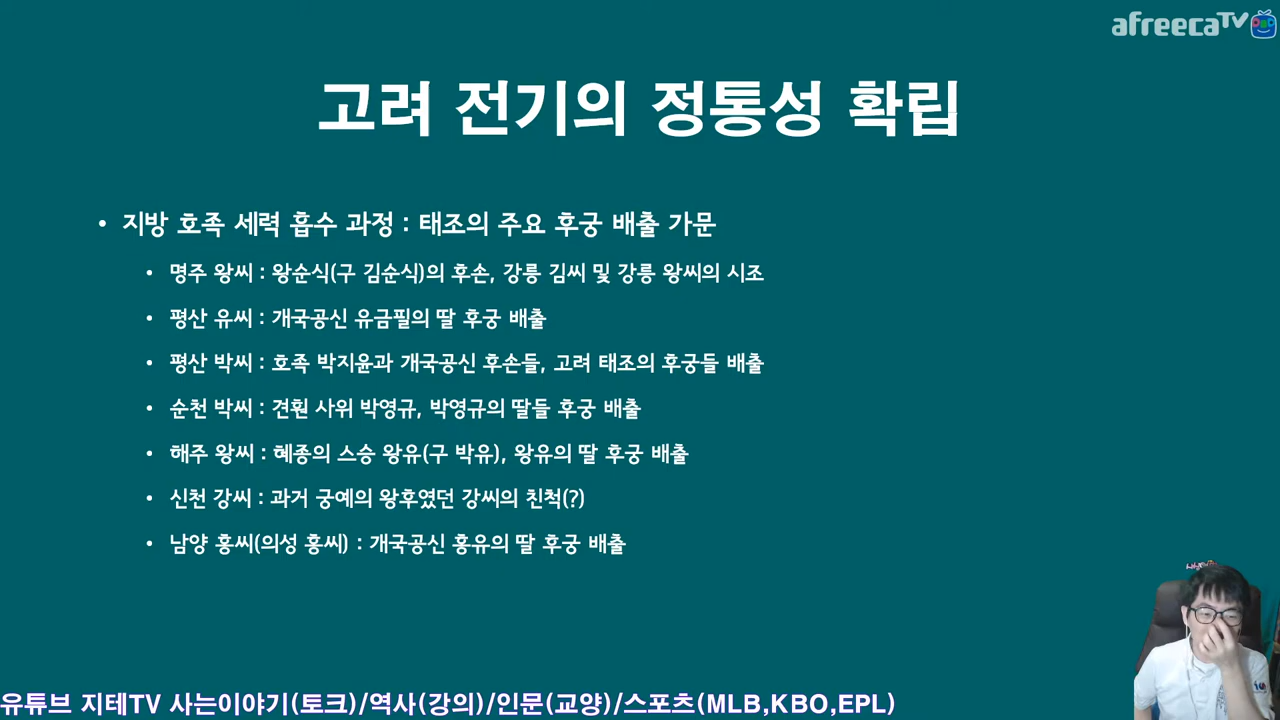 afreecaTV
고려 전기의 정통성 확립
• 지방 호족 세력 흡수 과정 : 태조의 주요 후궁 배출 가문
• 명주 왕씨 : 왕순식(구 김순식)의 후손, 강릉 김씨 및 강릉 왕씨의 시조
• 평산 유씨 : 개국공신 유금필의 딸 후궁 배출
• 평산 박씨 : 호족 박지윤과 개국공신 후손들, 고려 태조의 후궁들 배출
• 순천 박씨 : 견훤 사위 박영규, 박영규의 딸들 후궁 배출
• 해주 왕씨 : 혜종의 스승 왕유(구 박유), 왕유의 딸 후궁 배출
• 신천 강씨 : 과거 궁예의 왕후였던 강씨의 친척(?)
• 남양 홍씨(의성 홍씨) : 개국공신 홍유의 딸 후궁 배출
유튜브 지테TV 사는이야기(토크)/역사(강의)/인문(교양)/스포츠(MLB,KBO,EPL)